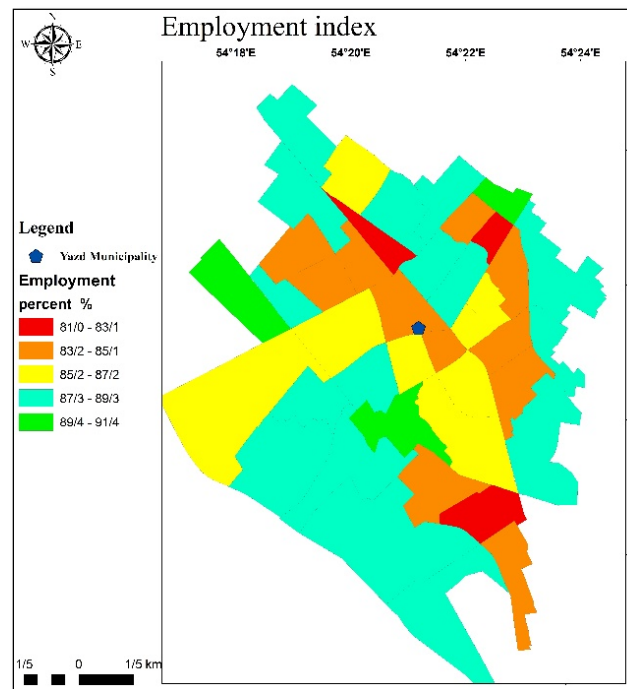 Employment index
N
W E
S
54°18'E 54°20'E 54°22'E 54°24'E
Legend
Yazd Municipality
Employment
percent %
81/0 - 83/1
83/2 - 85/1
85/2 - 87/2
87/3 - 89/3
89/4 - 91/4
1/5 0 1/5 km